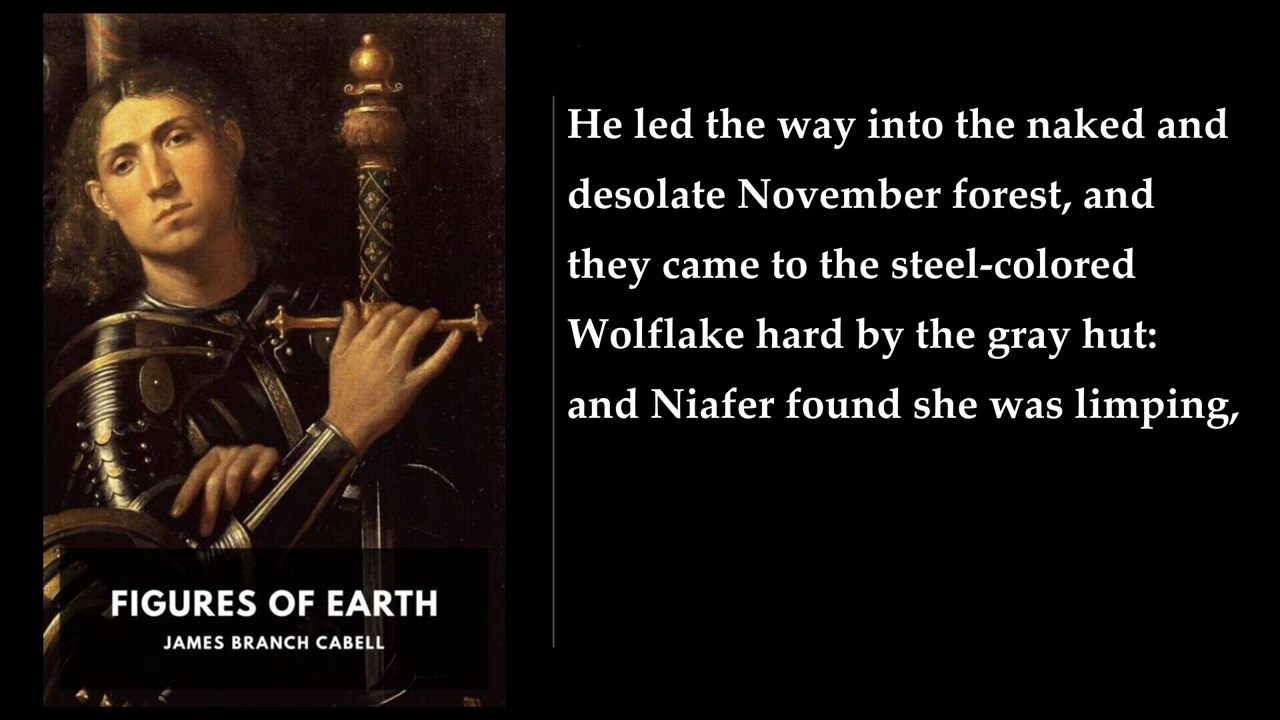 FIGURES OF EARTH
JAMES BRANCH CABELL
He led the way into the naked and
desolate November forest, and
they came to the steel-colored
Wolflake hard by the gray hut:
and Niafer found she was limping,